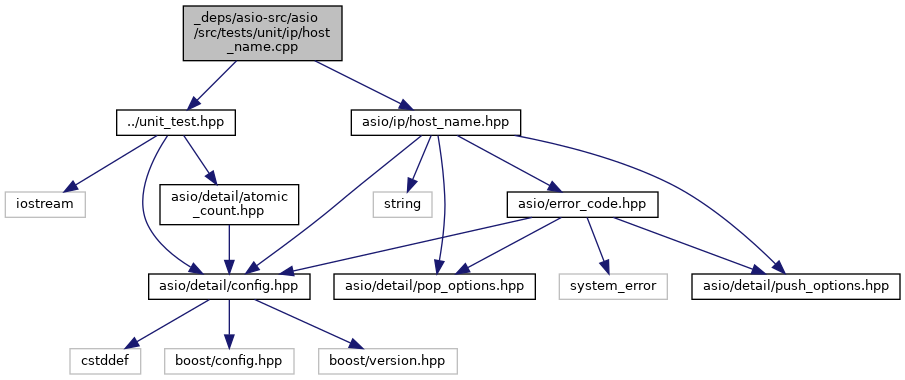 _deps/asio-src/asio
/src/tests/unit/ip/host
_name.cpp
../unit_test.hpp
asio/ip/host_name.hpp
iostream
asio/detail/atomic
_count.hpp
string
asio/error_code.hpp
asio/detail/config.hpp
asio/detail/pop_options.hpp
system_error
asio/detail/push_options.hpp
cstddef
boost/config.hpp
boost/version.hpp